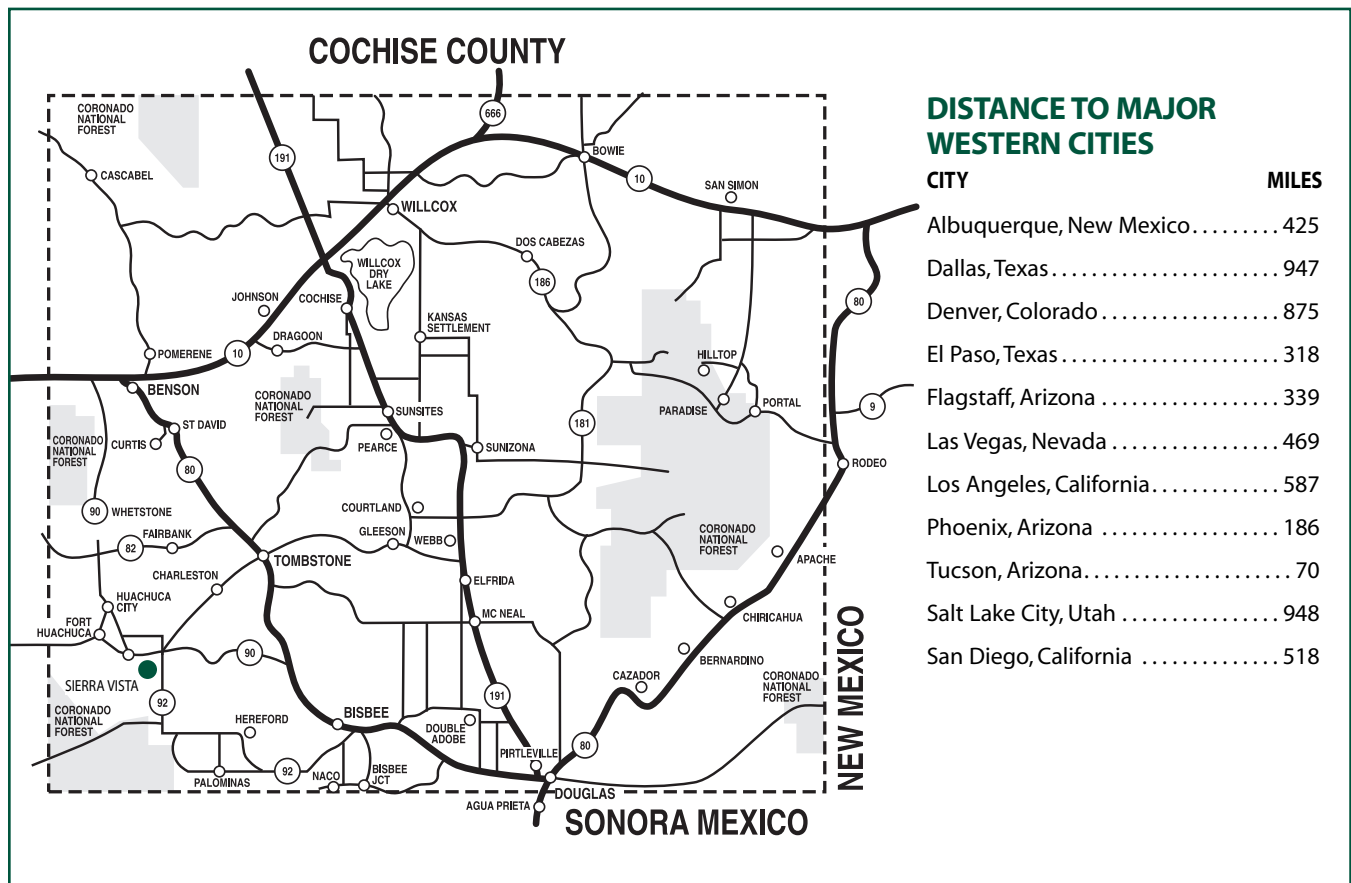 COCHISE COUNTY
CORONADO
NATIONAL
FOREST
666
191
BOWIE
10
CASCABEL
SAN SIMON
WILLCOX
DOS CABEZAS
WILLCOX
DRY
LAKE
186
JOHNSON
COCHISE
80
KANSAS
SETTLEMENT
DRAGOON
POMERENE
10
HILLTOP
BENSON
CORONADO
NATIONAL
FOREST
SUNSITES
PARADISE
PORTAL
9
ST DAVID
181
CORONADO
NATIONAL
FOREST
CURTIS
PEARCE
SUNIZONA
RODEO
80
90
WHETSTONE
COURTLAND
FAIRBANK
82
GLEESON
WEBB
CORONADO
NATIONAL
FOREST
TOMBSTONE
APACHE
CHARLESTON
ELFRIDA
HUACHUCA
CITY
CHIRICAHUA
FORT
HUACHUCA
MC NEAL
90
BERNARDINO
SIERRA VISTA
CAZADOR
CORONADO
NATIONAL
FOREST
92
191
CORONADO
NATIONAL
FOREST
HEREFORD
BISBEE
DOUBLE
ADOBE
80
PIRTLEVILLE
92
PALOMINAS
NACO
BISBEE
JCT
DOUGLAS
AGUA PRIETA
SONORA MEXICO
NEW MEXICO
DISTANCE TO MAJOR
WESTERN CITIES
CITY MILES
Albuquerque, New Mexico......... 425
Dallas, Texas...................... 947
Denver, Colorado ................. 875
El Paso, Texas ..................... 318
Flagstaff, Arizona ................. 339
Las Vegas, Nevada ................ 469
Los Angeles, California............. 587
Phoenix, Arizona .................. 186
Tucson, Arizona.................... 70
Salt Lake City, Utah ............... 948
San Diego, California .............. 518